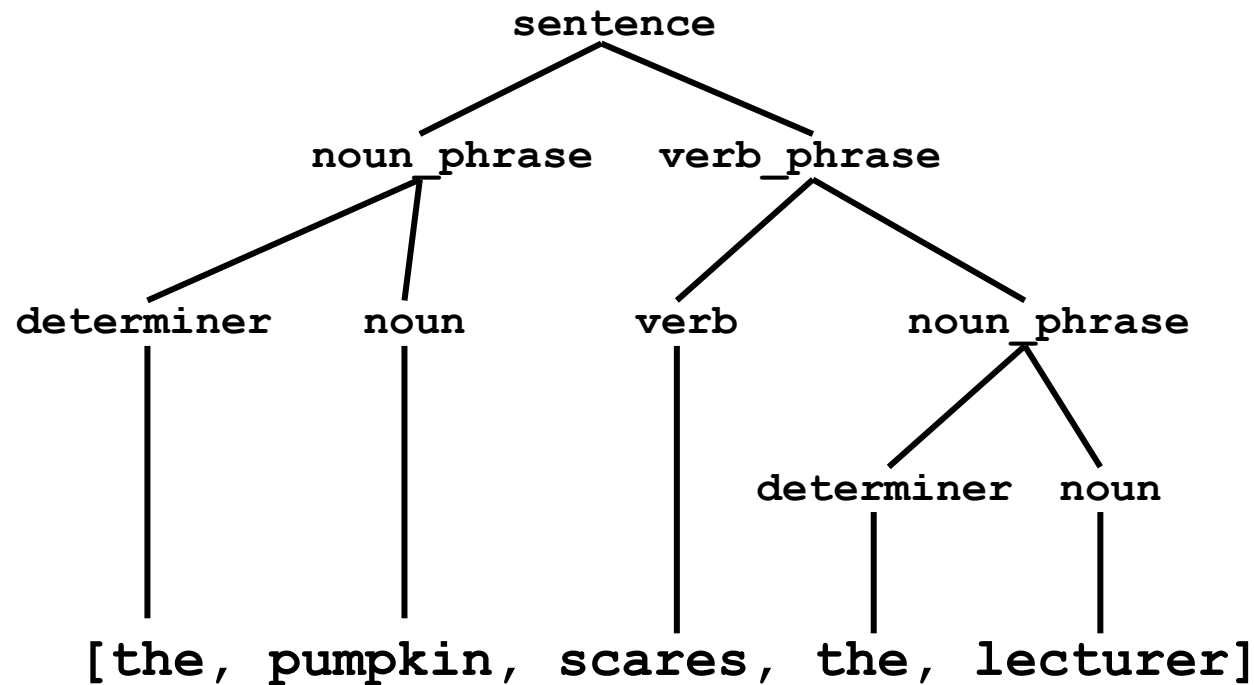 sentence
noun_phrase verb_phrase
determiner noun verb noun_phrase
determiner noun
[the, pumpkin, scares, the, lecturer]